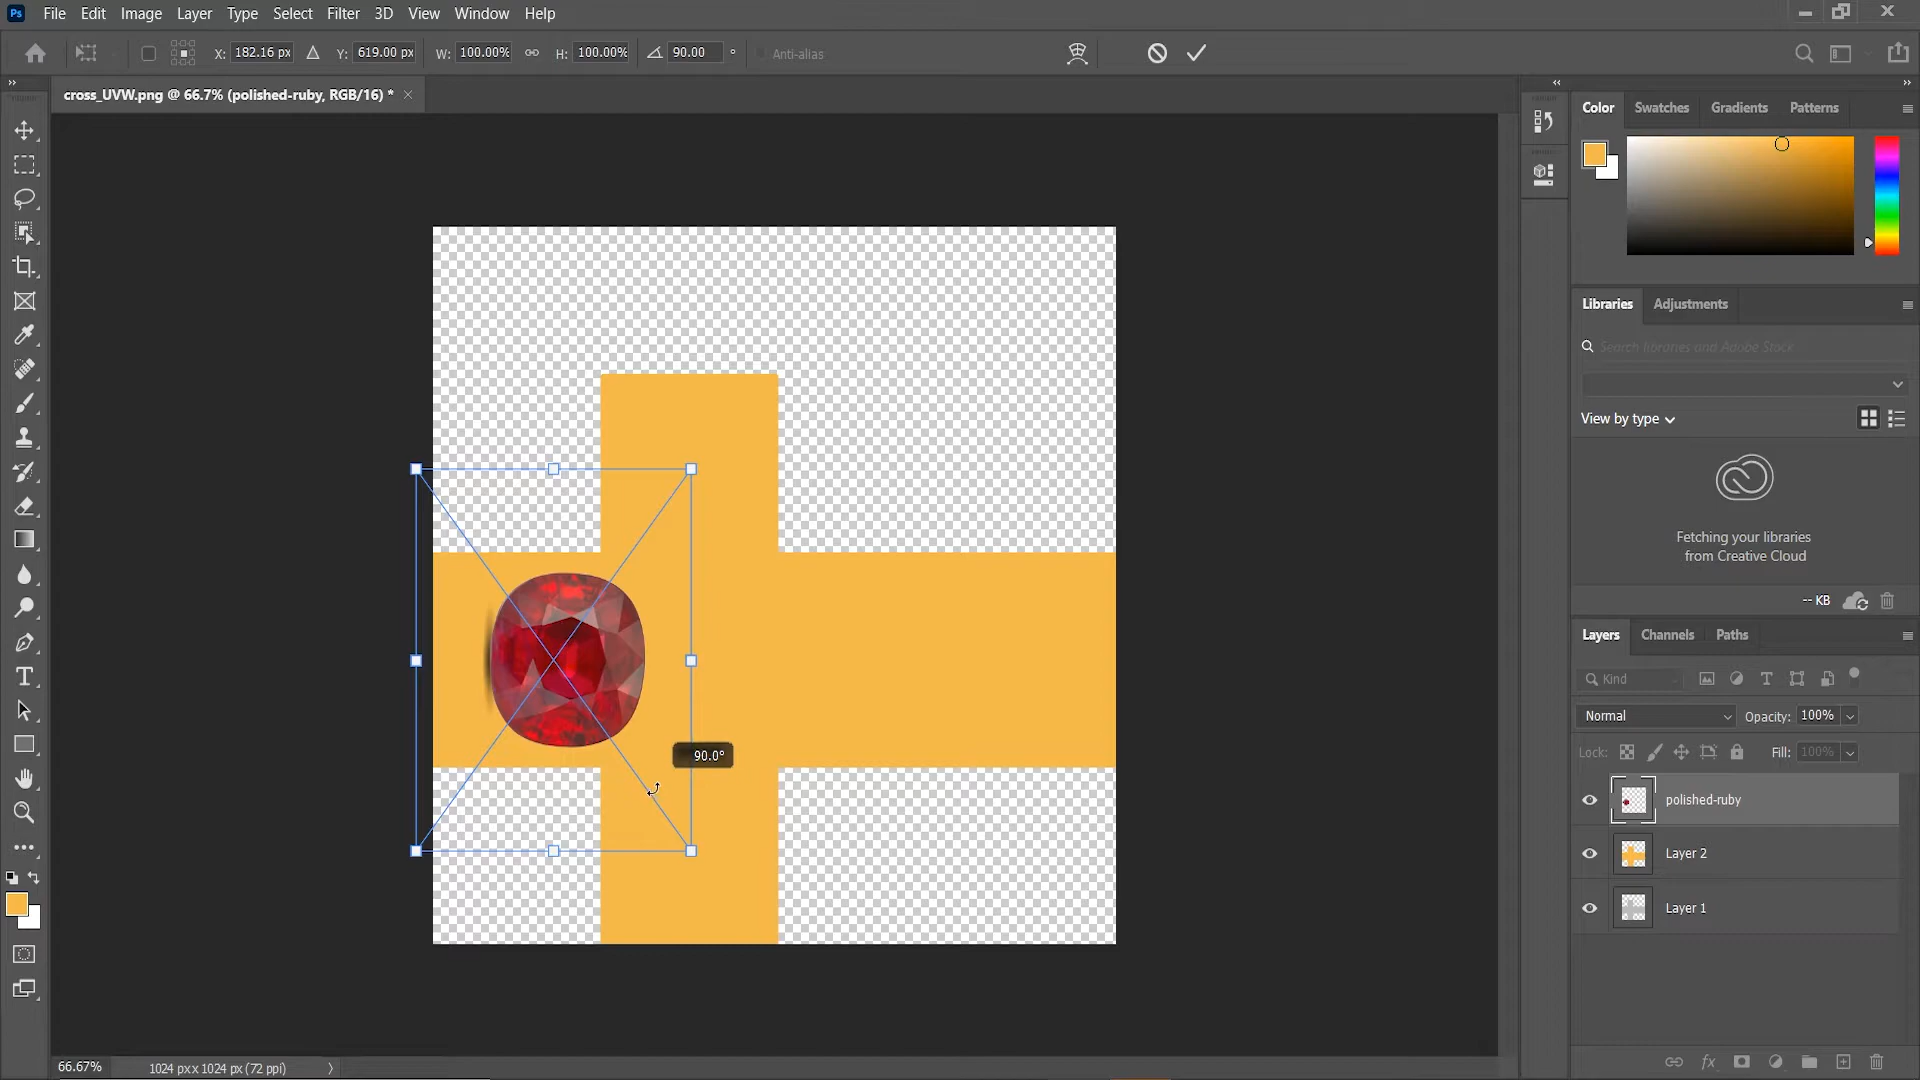 Ps File Edit Image Layer Type Select Filter 3D View Window Help
X: 182.16 px Y: 619.00 px W: 100.00% H: 100.00% 90.00 ° Anti-alias
cross_UVW.png @ 66.7% (polished-ruby, RGB/16) *
Color Swatches Gradients Patterns
Libraries Adjustments
Search libraries and Adobe Stock
View by type
Fetching your libraries
from Creative Cloud
-- KB
Layers Channels Paths
Kind
Normal Opacity: 100%
Lock: Fill: 100%
polished-ruby
Layer 2
Layer 1
90.0°
66.67% 1024 px x 1024 px (72 ppi)